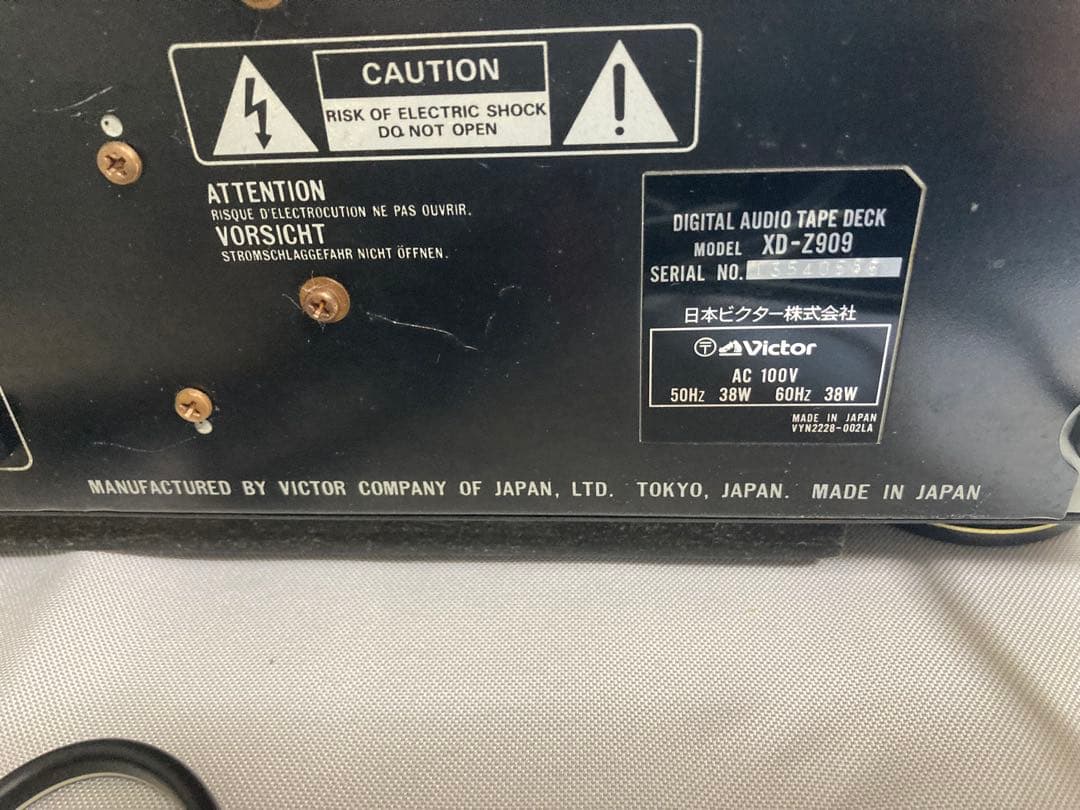 CAUTION
RISK OF ELECTRIC SHOCK
DO NOT OPEN
ATTENTION
RISQUE D'ELECTROCUTION NE PAS OUVRIR.
VORSICHT
STROMSCHLAGGEFAHR NICHT ÖFFNEN.
DIGITAL AUDIO TAPE DECK
MODEL XD-Z909
SERIAL NO.
日本ビクター株式会社
Victor
AC 100V
50Hz 38W 60Hz 38W
MADE IN JAPAN
VYN2228-002LA
MANUFACTURED BY VICTOR COMPANY OF JAPAN, LTD. TOKYO, JAPAN. MADE IN JAPAN